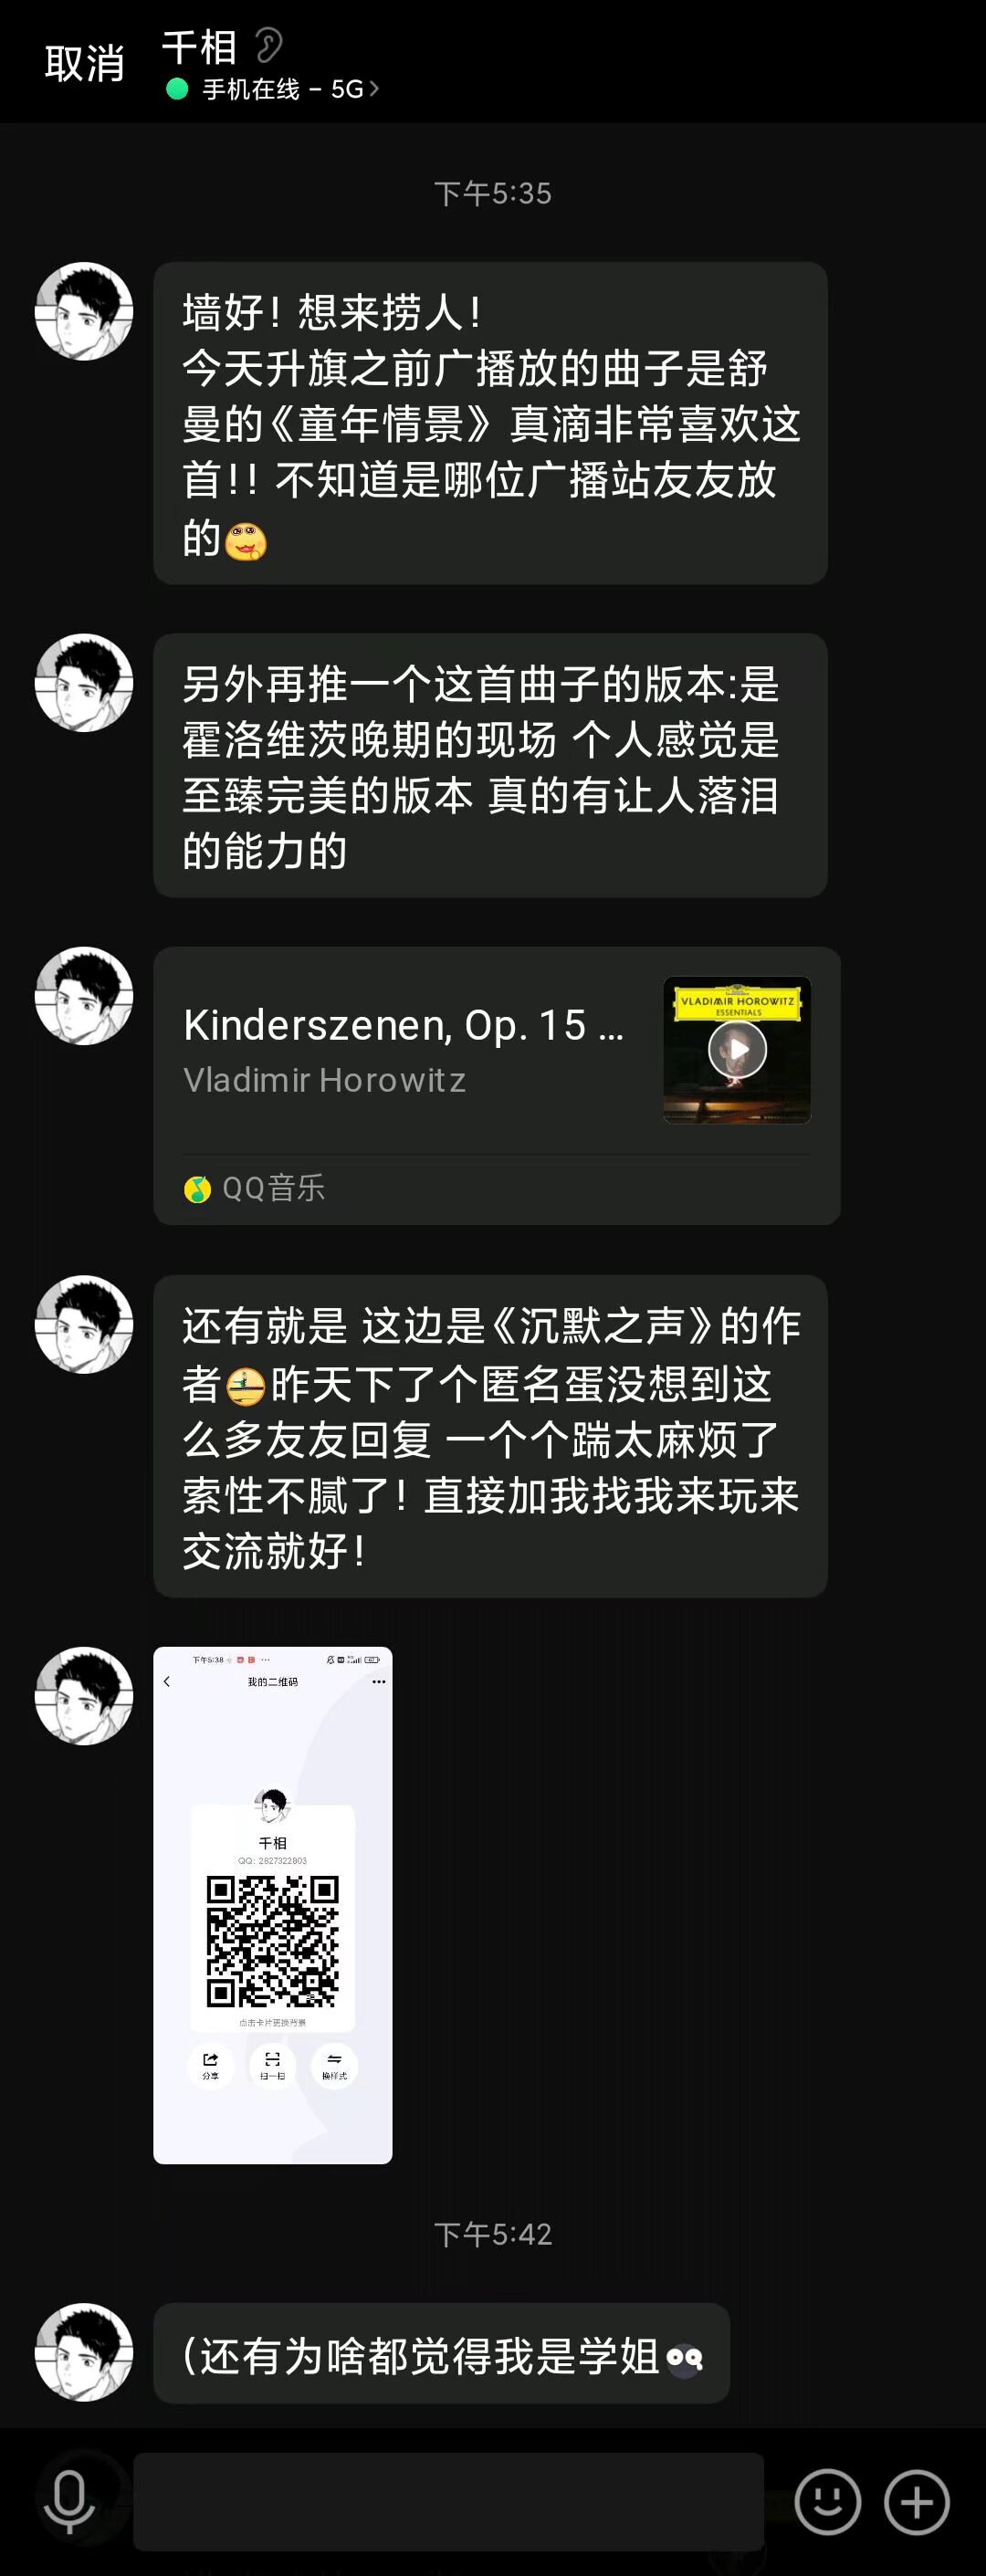 取消
千相
手机在线 - 5G
下午5:35
墙好！想来捞人！
今天升旗之前广播放的曲子是舒
曼的《童年情景》真滴非常喜欢这
首！！不知道是哪位广播站友友放
的
另外再推一个这首曲子的版本:是
霍洛维茨晚期的现场 个人感觉是
至臻完美的版本 真的有让人落泪
的能力的
Kinderszenen, Op. 15 ...
Vladimir Horowitz
VLADIMIR HOROWITZ
ESSENTIALS
QQ音乐
还有就是 这边是《沉默之声》的作
者昨天下了个匿名蛋没想到这
么多友友回复 一个个踹太麻烦了
索性不腻了！直接加我找我来玩来
交流就好！
下午5:38
我的二维码
千相
QQ: 2827322803
点击卡片更换背景
分享
扫一扫
换样式
下午5:42
（还有为啥都觉得我是学姐